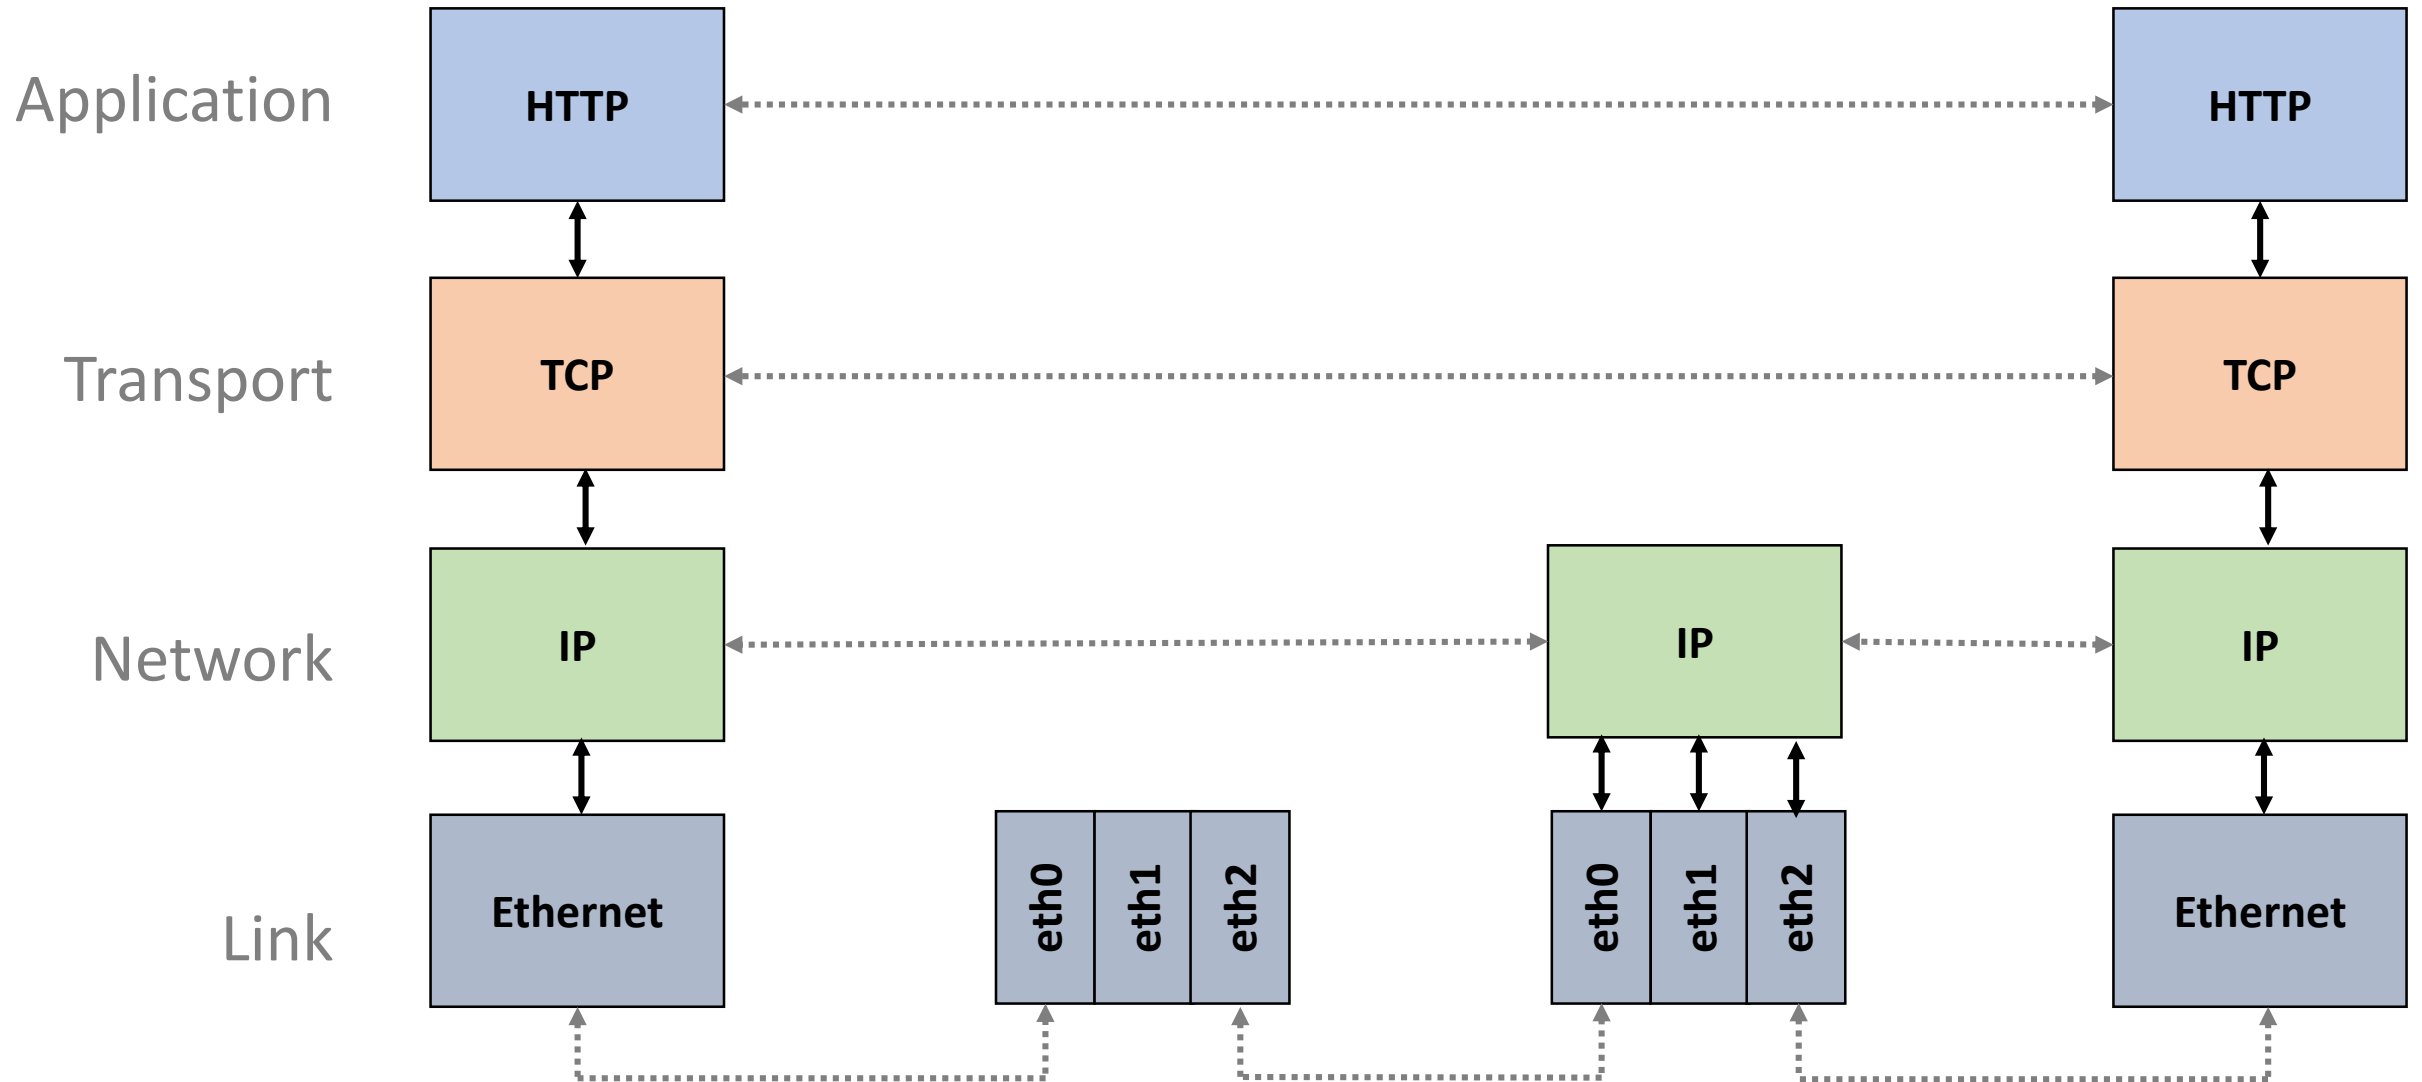 Application
HTTP
HTTP
Transport
TCP
TCP
Network
IP
IP
IP
Link
Ethernet
eth0
eth1
eth2
eth0
eth1
eth2
Ethernet